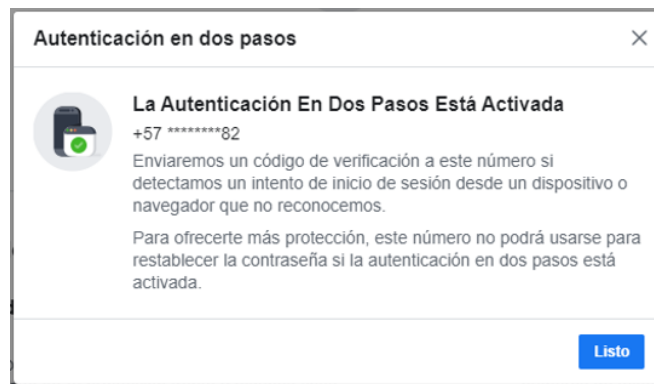 Autenticación en dos pasos
La Autenticación En Dos Pasos Está Activada
+57 ********82
Enviaremos un código de verificación a este número si
detectamos un intento de inicio de sesión desde un dispositivo o
navegador que no reconocemos.
Para ofrecerte más protección, este número no podrá usarse para
restablecer la contraseña si la autenticación en dos pasos está
activada.
Listo